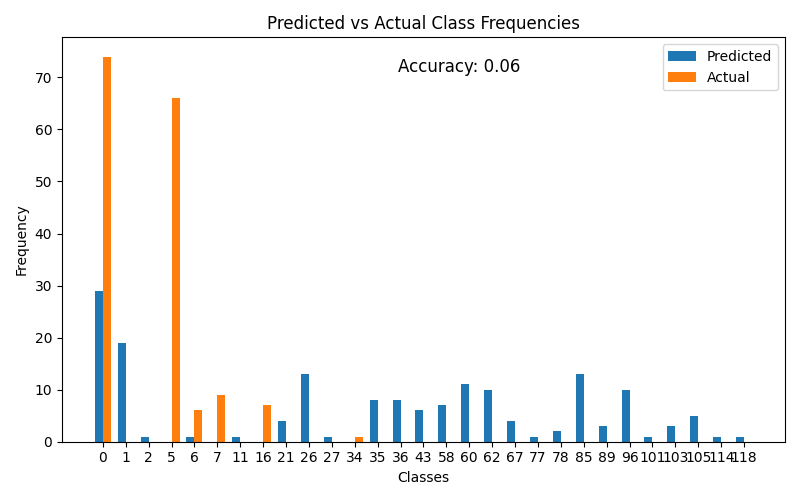 Predicted vs Actual Class Frequencies
Accuracy: 0.06
Predicted
Actual
Frequency
70
60
50
40
30
20
10
0
0 1 2 5 6 7 11 16 21 26 27 34 35 36 43 58 60 62 67 77 78 85 89 96 101 103 105 114 118
Classes